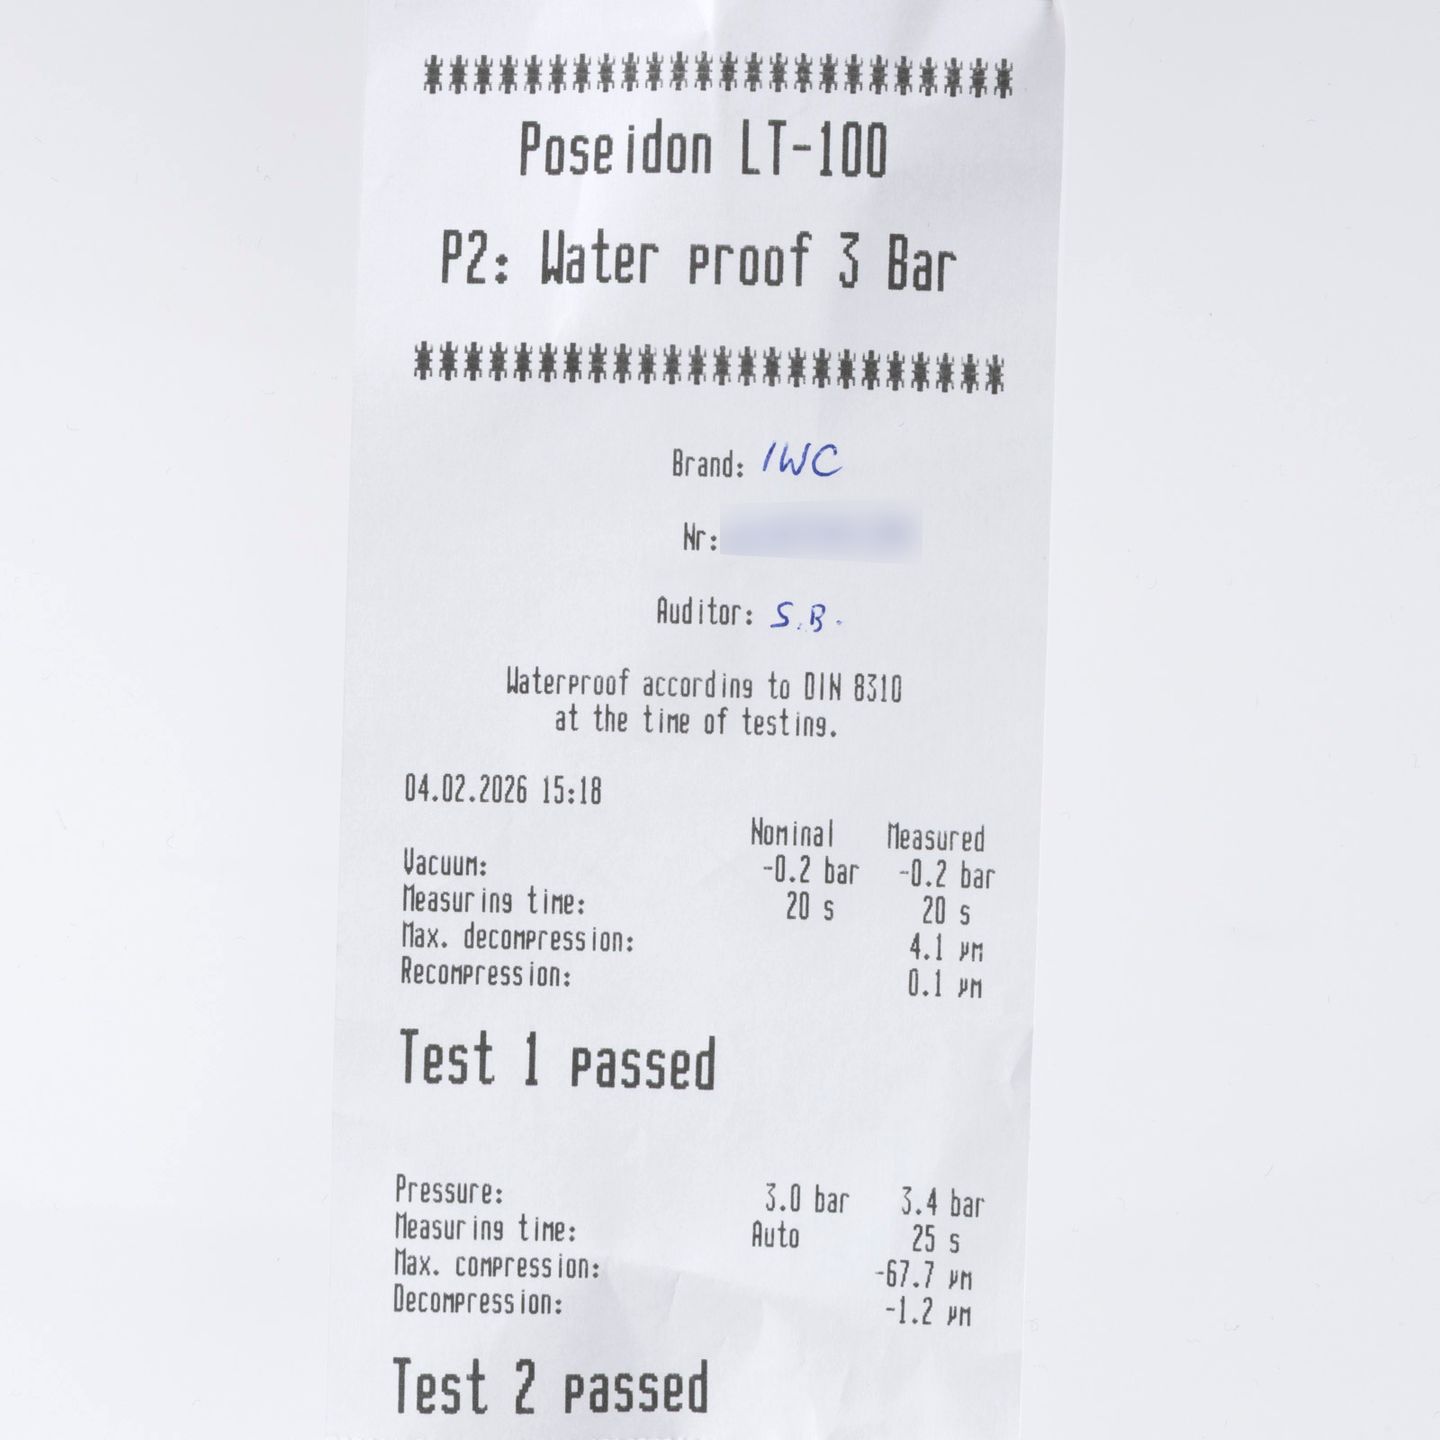 Poseidon LT-100
P2: Water proof 3 Bar
Brand: IWC
Nr:
Auditor: S.B.
Waterproof according to DIN 8310
at the time of testing.
04.02.2026 15:18
Nominal Measured
Vacuum: -0.2 bar -0.2 bar
Measuring time: 20 s 20 s
Max. decompression: 4.1 µm
Recompression: 0.1 µm
Test 1 passed
Pressure: 3.0 bar 3.4 bar
Measuring time: Auto 25 s
Max. compression: -67.7 µm
Decompression: -1.2 µm
Test 2 passed